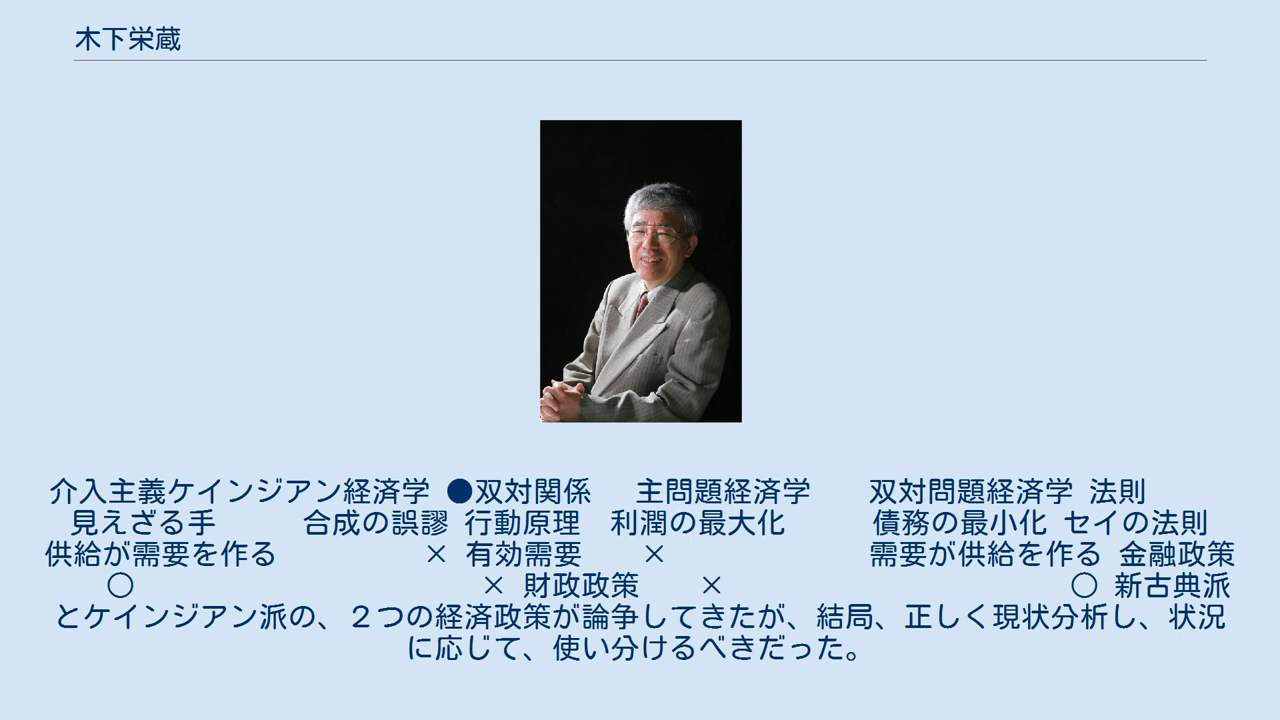 木下栄蔵
介入主義ケインジアン経済学 ●双対関係 主問題経済学 双対問題経済学 法則
見えざる手 合成の誤謬 行動原理 利潤の最大化 債務の最小化 セイの法則
供給が需要を作る × 有効需要 × 需要が供給を作る 金融政策
○ × 財政政策 × ○ 新古典派
とケインジアン派の、２つの経済政策が論争してきたが、結局、正しく現状分析し、状況
に応じて、使い分けるべきだった。